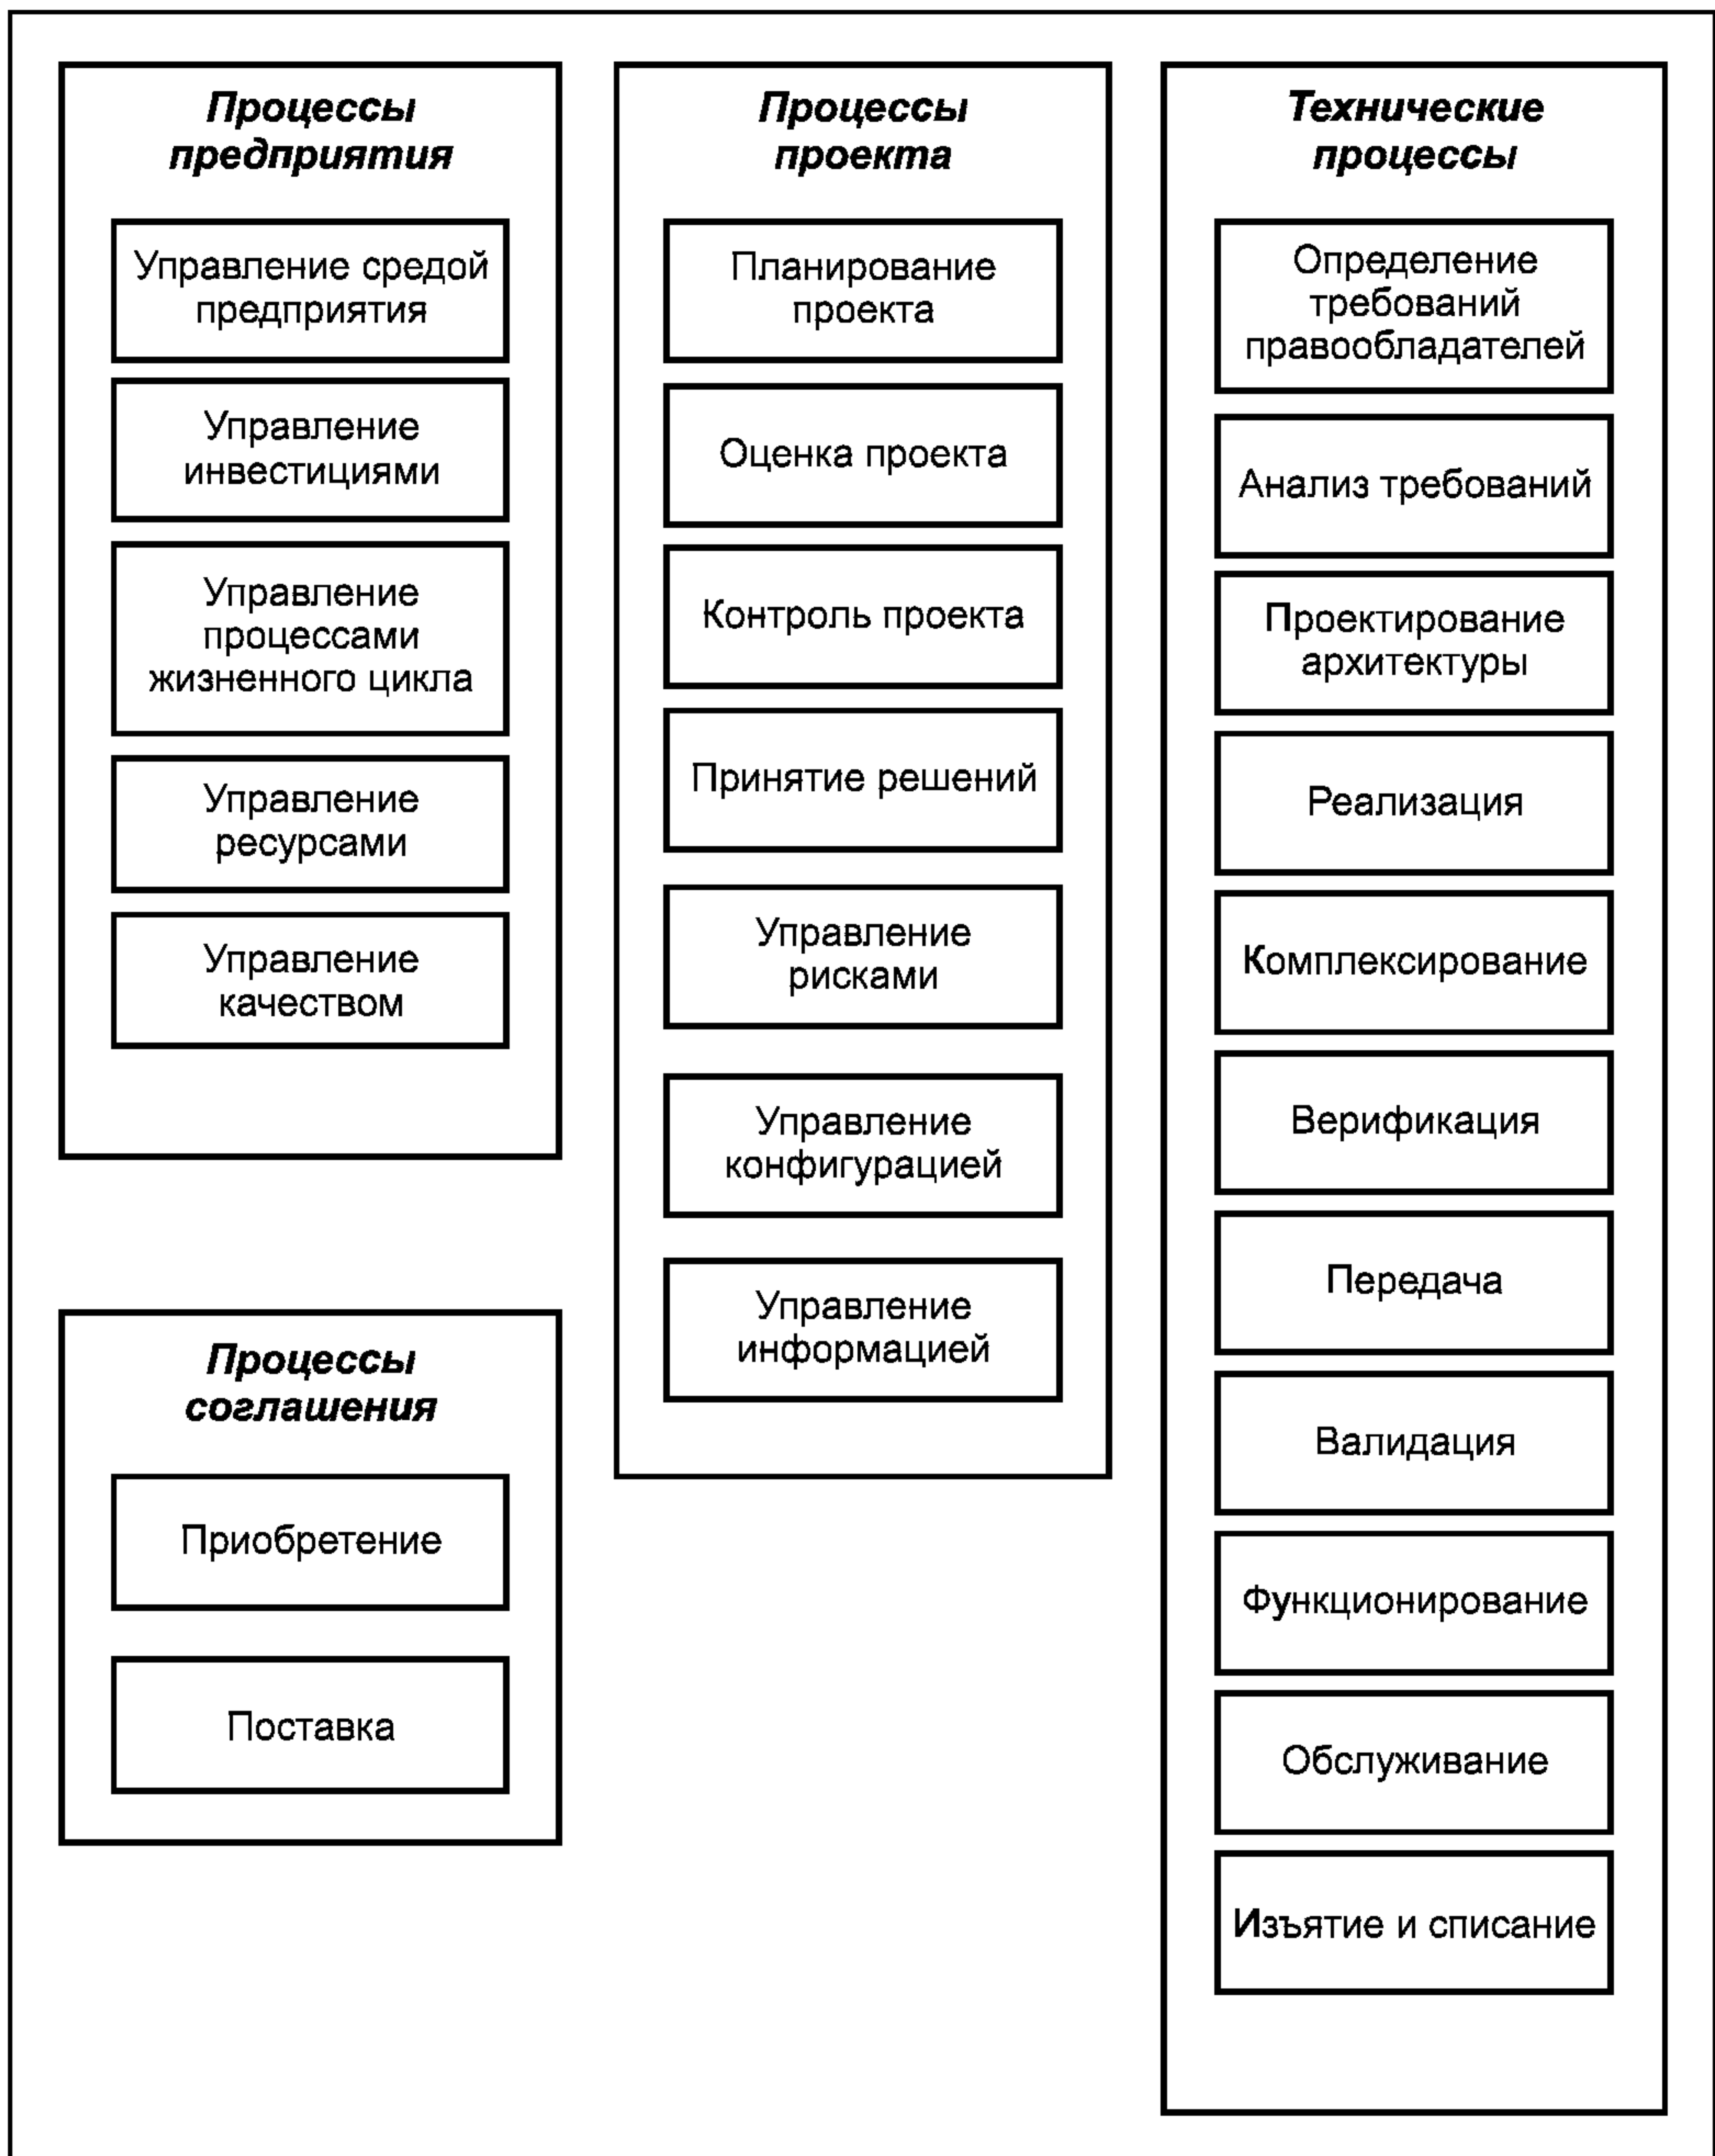 Процессы
предприятия
Управление средой
предприятия
Управление
инвестициями
Управление
процессами
жизненного цикла
Управление
ресурсами
Управление
качеством
Процессы
соглашения
Приобретение
Поставка
Процессы
проекта
Планирование
проекта
Оценка проекта
Контроль проекта
Принятие решений
Управление
рисками
Управление
конфигурацией
Управление
информацией
Технические
процессы
Определение
требований
правообладателей
Анализ требований
Проектирование
архитектуры
Реализация
Комплексирование
Верификация
Передача
Валидация
Функционирование
Обслуживание
Изъятие и списание